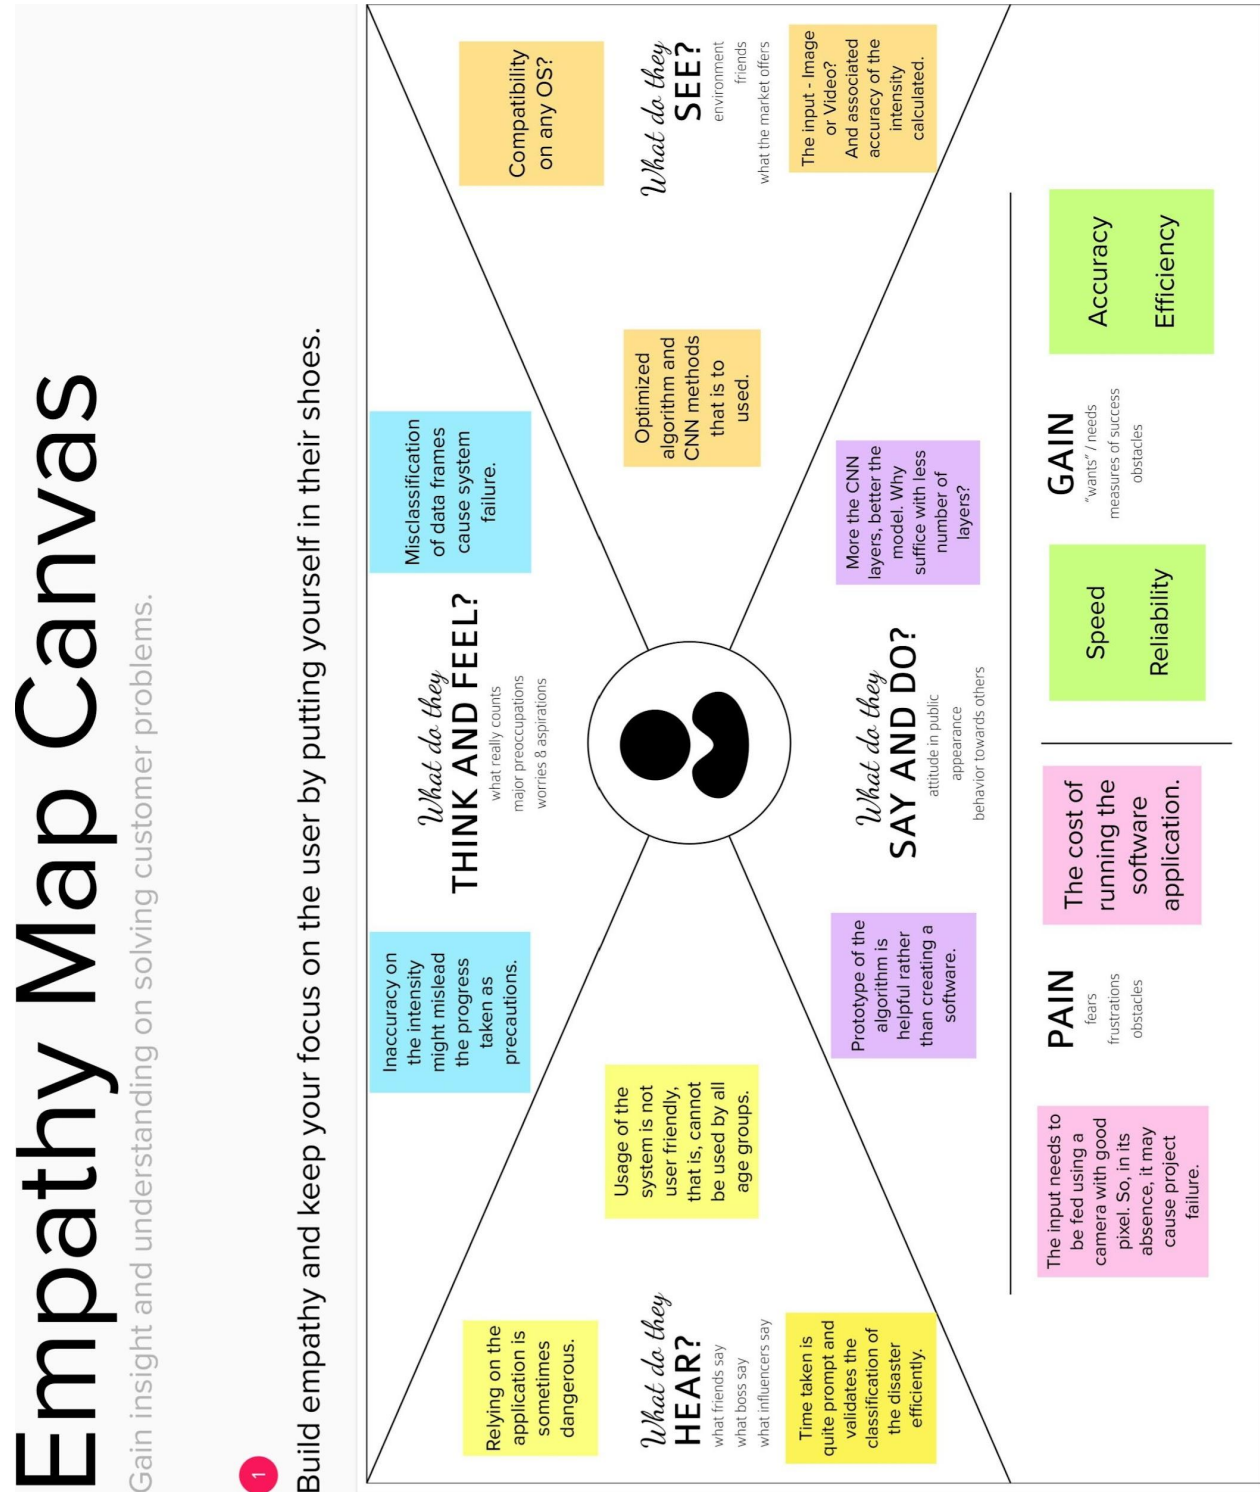 Empathy Map Canvas
Gain insight and understanding on solving customer problems.
1
Build empathy and keep your focus on the user by putting yourself in their shoes.
What do they
THINK AND FEEL?
what really counts
major preoccupations
worries & aspirations
Inaccuracy on
the intensity
might mislead
the progress
taken as
precautions.
Misclassification
of data frames
cause system
failure.
What do they
HEAR?
what friends say
what boss say
what influencers say
Relying on the
application is
sometimes
dangerous.
Usage of the
system is not
user friendly,
that is, cannot
be used by all
age groups.
Time taken is
quite prompt and
validates the
classification of
the disaster
efficiently.
What do they
SEE?
environment
friends
what the market offers
Compatibility
on any OS?
Optimized
algorithm and
CNN methods
that is to
used.
The input - Image
or Video?
And associated
accuracy of the
intensity
calculated.
What do they
SAY AND DO?
attitude in public
appearance
behavior towards others
Prototype of the
algorithm is
helpful rather
than creating a
software.
More the CNN
layers, better the
model. Why
suffice with less
number of
layers?
PAIN
fears
frustrations
obstacles
The input needs to
be fed using a
camera with good
pixel. So, in its
absence, it may
cause project
failure.
The cost of
running the
software
application.
GAIN
"wants" / needs
measures of success
obstacles
Speed
Reliability
Accuracy
Efficiency